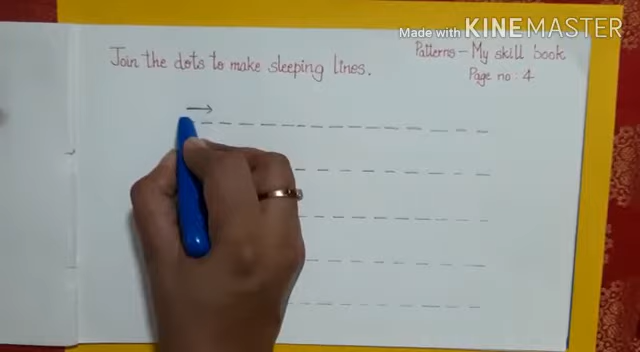 Made with KINEMASTER
Join the dots to make sleeping lines.
Patterns - My skill book
Page no : 4